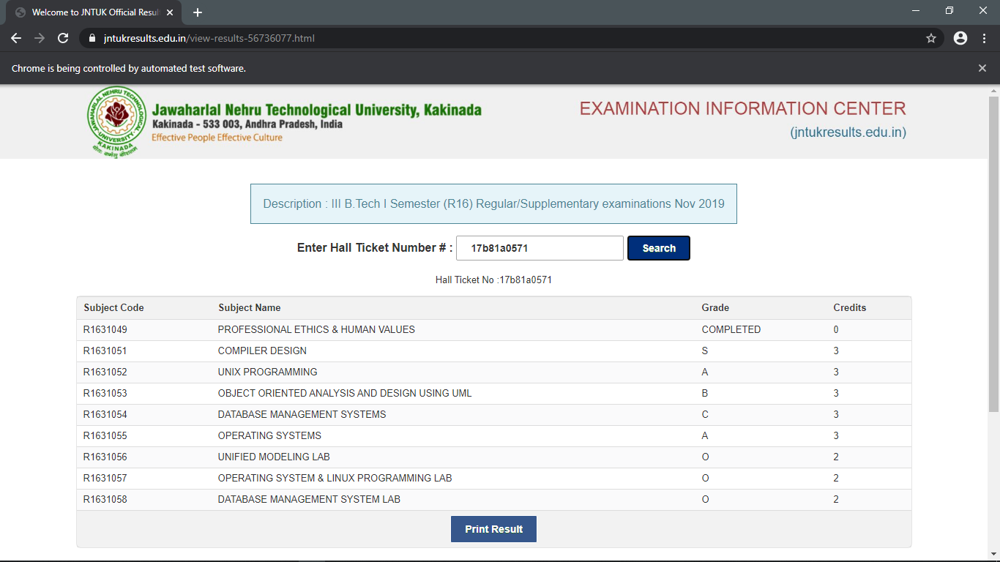 Welcome to JNTUK Official Resul
jntukresults.edu.in/view-results-56736077.html
Chrome is being controlled by automated test software.
JAWAHARLAL NEHRU TECHNOLOGICAL UNIVERSITY KAKINADA
Jawaharlal Nehru Technological University, Kakinada
Kakinada - 533 003, Andhra Pradesh, India
Effective People Effective Culture
EXAMINATION INFORMATION CENTER
(jntukresults.edu.in)
Description : III B.Tech I Semester (R16) Regular/Supplementary examinations Nov 2019
Enter Hall Ticket Number # : 17b81a0571 Search
Hall Ticket No :17b81a0571
Subject Code Subject Name Grade Credits
R1631049 PROFESSIONAL ETHICS & HUMAN VALUES COMPLETED 0
R1631051 COMPILER DESIGN S 3
R1631052 UNIX PROGRAMMING A 3
R1631053 OBJECT ORIENTED ANALYSIS AND DESIGN USING UML B 3
R1631054 DATABASE MANAGEMENT SYSTEMS C 3
R1631055 OPERATING SYSTEMS A 3
R1631056 UNIFIED MODELING LAB O 2
R1631057 OPERATING SYSTEM & LINUX PROGRAMMING LAB O 2
R1631058 DATABASE MANAGEMENT SYSTEM LAB O 2
Print Result